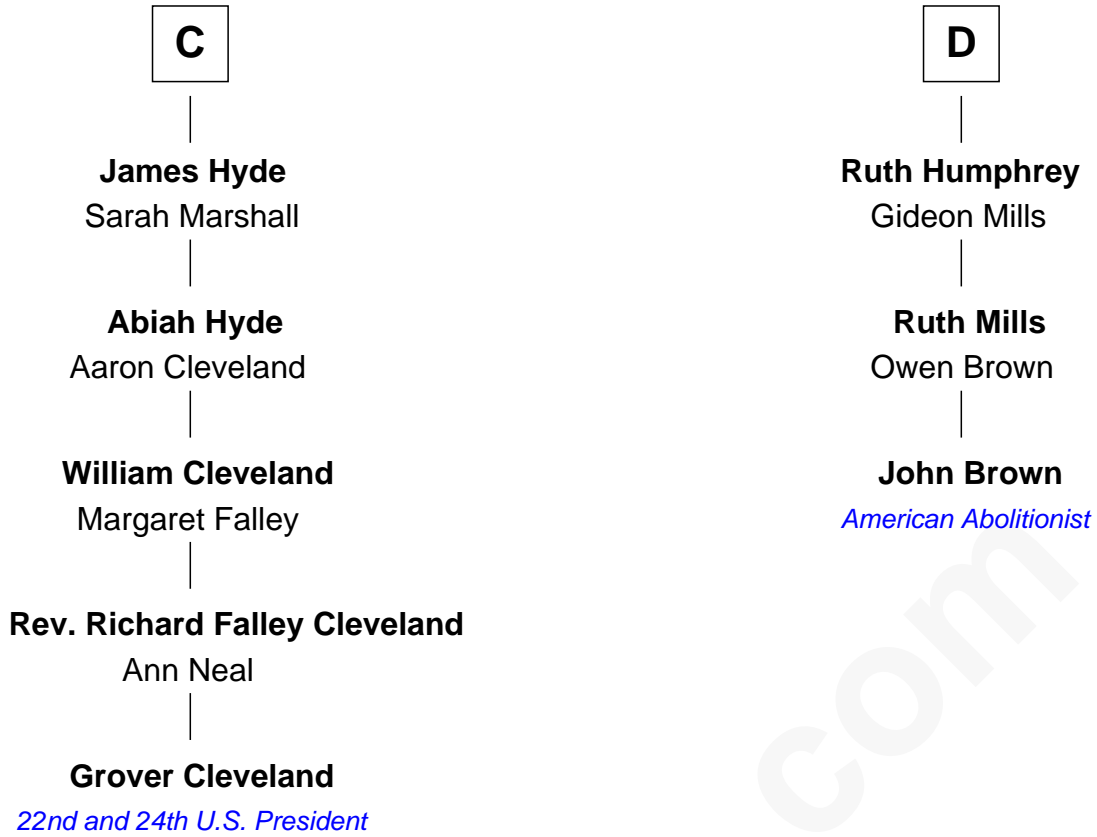 C
James Hyde
Sarah Marshall
Abiah Hyde
Aaron Cleveland
William Cleveland
Margaret Falley
Rev. Richard Falley Cleveland
Ann Neal
Grover Cleveland
22nd and 24th U.S. President
D
Ruth Humphrey
Gideon Mills
Ruth Mills
Owen Brown
John Brown
American Abolitionist
com